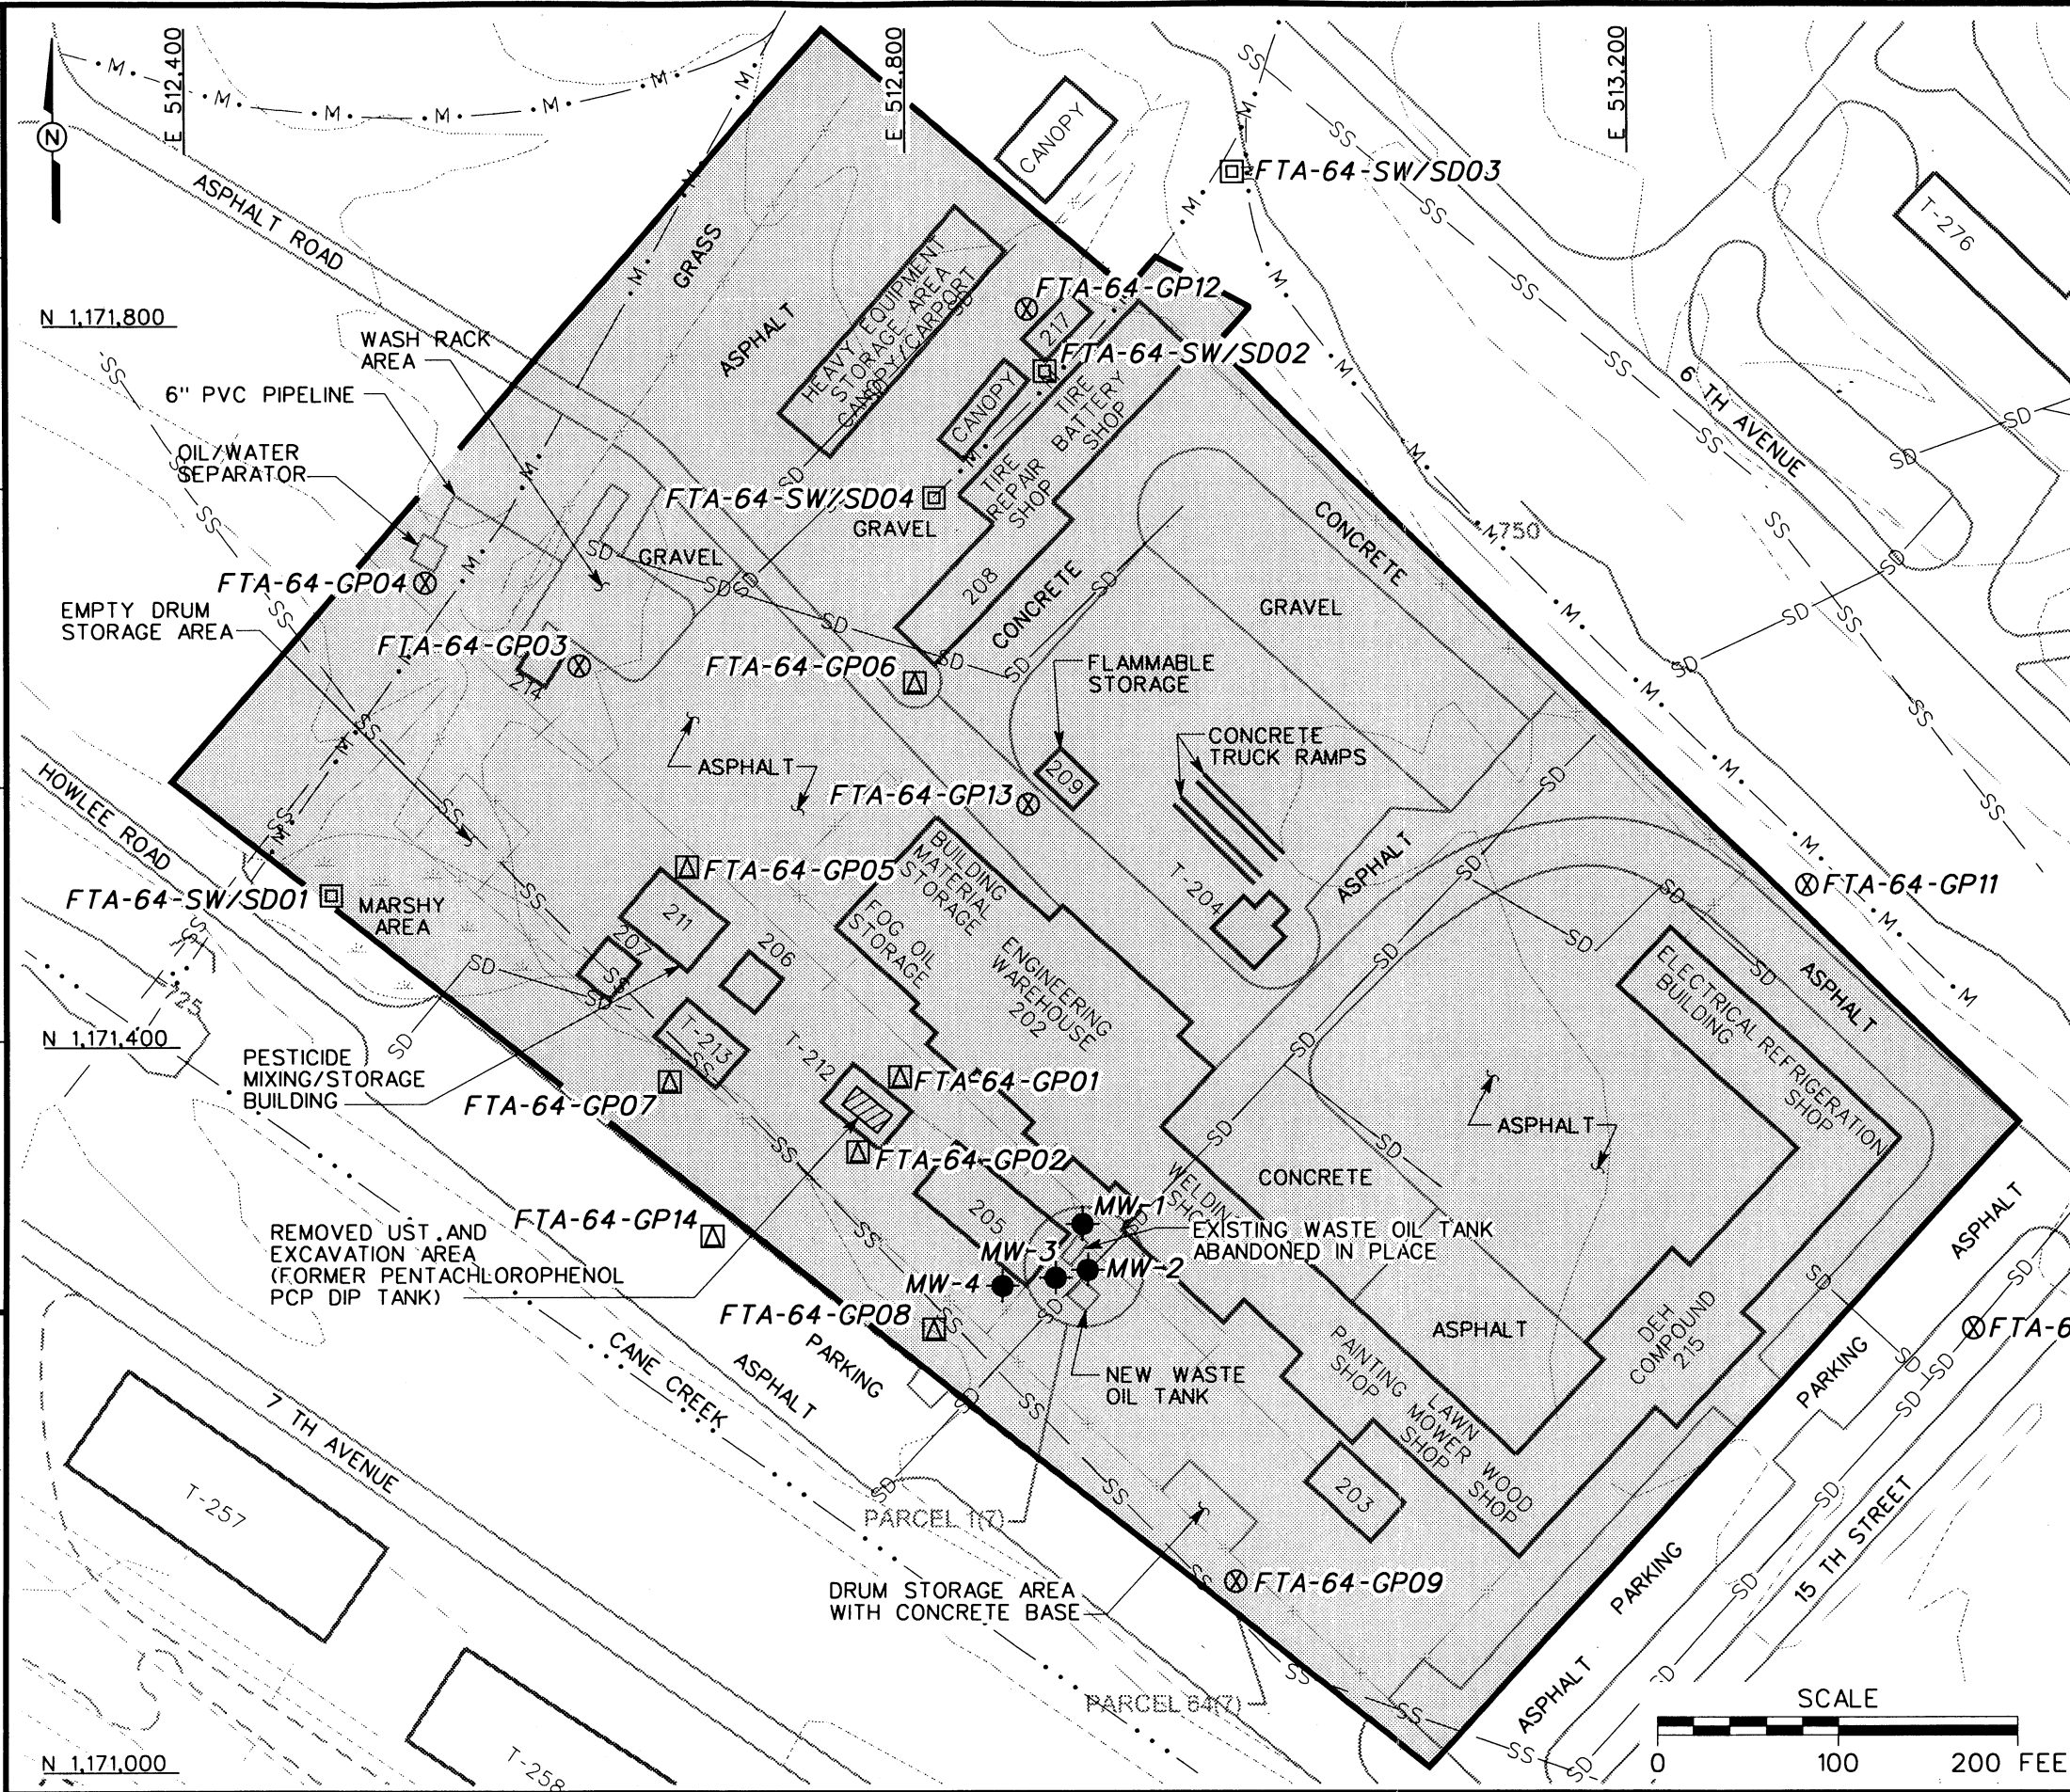 E 512,400
E 512,800
E 513,200
N
CANOPY
FTA-64-SW/SD03
T-276
ASPHALT ROAD
GRASS
HEAVY EQUIPMENT
STORAGE AREA
CANOPY/CARPORT
FTA-64-GP12
217
N 1,171,800
ASPHALT
WASH RACK
AREA
FTA-64-SW/SD02
CANOPY
TIRE
BATTERY
SHOP
6 TH AVENUE
6" PVC PIPELINE
OIL/WATER
SEPARATOR
FTA-64-SW/SD04
GRAVEL
TIRE
REPAIR
SHOP
CONCRETE
750
GRAVEL
FTA-64-GP04
208
CONCRETE
GRAVEL
EMPTY DRUM
STORAGE AREA
FTA-64-GP03
214
FTA-64-GP06
FLAMMABLE
STORAGE
CONCRETE
TRUCK RAMPS
ASPHALT
209
FTA-64-GP13
HOWLEE ROAD
BUILDING
MATERIAL
STORAGE
ASPHALT
T-204
FTA-64-GP05
FTA-64-GP11
FTA-64-SW/SD01
MARSHY
AREA
211
FOG OIL
STORAGE
207
206
ENGINEERING
WAREHOUSE
202
ELECTRICAL REFRIGERATION
BUILDING
SHOP
ASPHALT
725
N 1,171,400
T-213
T-212
PESTICIDE
MIXING/STORAGE
BUILDING
FTA-64-GP01
FTA-64-GP07
ASPHALT
FTA-64-GP02
CONCRETE
WELDING
SHOP
205
MW-1
FTA-64-GP14
REMOVED UST AND
EXCAVATION AREA
(FORMER PENTACHLOROPHENOL
PCP DIP TANK)
EXISTING WASTE OIL TANK
ABANDONED IN PLACE
MW-3
MW-2
MW-4
ASPHALT
FTA-64-GP08
FTA-6
ASPHALT
DEH
COMPOUND
215
PARKING
PARKING
ASPHALT
CANE CREEK
PAINTING
SHOP
NEW WASTE
OIL TANK
LAWN
MOWER
SHOP
WOOD
SHOP
7 TH AVENUE
T-257
203
PARCEL 1(7)
15 TH STREET
PARKING
FTA-64-GP09
DRUM STORAGE AREA
WITH CONCRETE BASE
PARCEL 64(7)
ASPHALT
SCALE
0 100 200 FEE
N 1,171,000
T-258